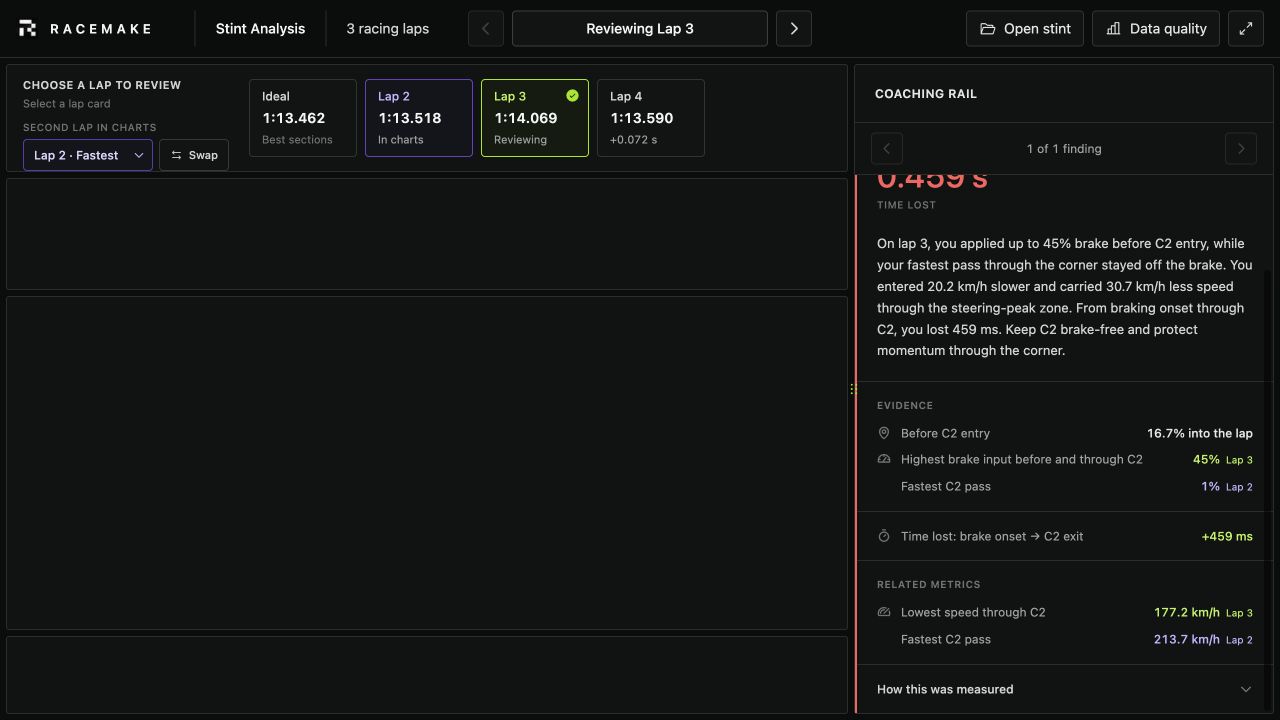 RACEMAKE
Stint Analysis
3 racing laps
Reviewing Lap 3
Open stint
Data quality
CHOOSE A LAP TO REVIEW
Select a lap card
SECOND LAP IN CHARTS
Lap 2 · Fastest
Swap
Ideal
1:13.462
Best sections
Lap 2
1:13.518
In charts
Lap 3
1:14.069
Reviewing
Lap 4
1:13.590
+0.072 s
COACHING RAIL
1 of 1 finding
0.459 s
TIME LOST
On lap 3, you applied up to 45% brake before C2 entry, while
your fastest pass through the corner stayed off the brake. You
entered 20.2 km/h slower and carried 30.7 km/h less speed
through the steering-peak zone. From braking onset through
C2, you lost 459 ms. Keep C2 brake-free and protect
momentum through the corner.
EVIDENCE
Before C2 entry 16.7% into the lap
Highest brake input before and through C2 45% Lap 3
Fastest C2 pass 1% Lap 2
Time lost: brake onset → C2 exit +459 ms
RELATED METRICS
Lowest speed through C2 177.2 km/h Lap 3
Fastest C2 pass 213.7 km/h Lap 2
How this was measured